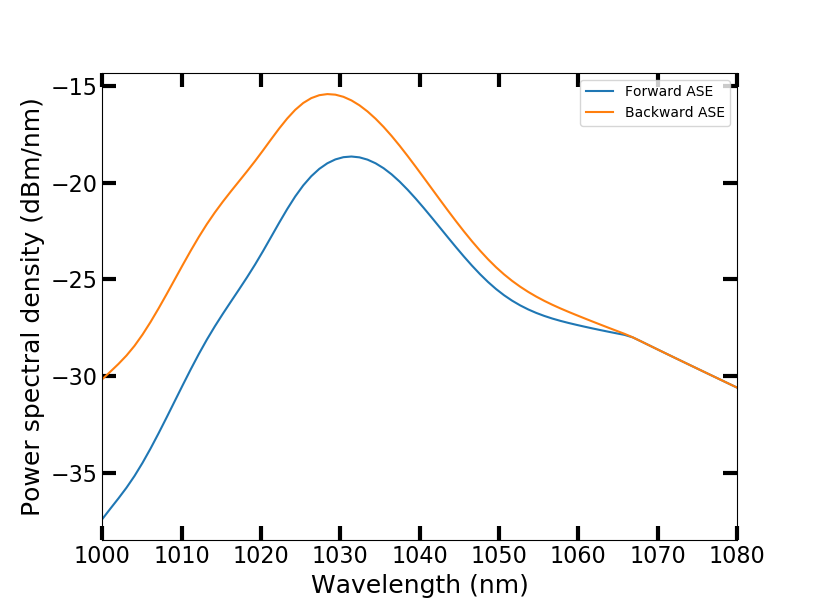 Forward ASE
Backward ASE
Power spectral density (dBm/nm)
−15
−20
−25
−30
−35
1000 1010 1020 1030 1040 1050 1060 1070 1080
Wavelength (nm)